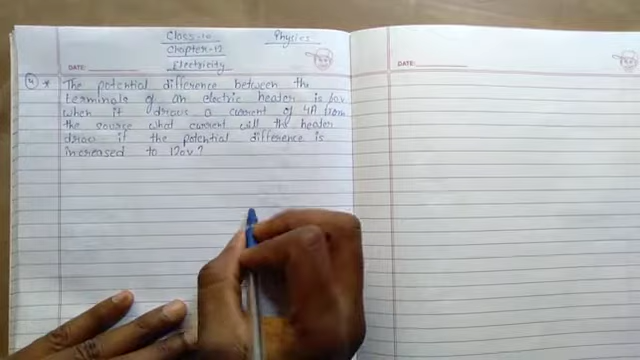 Class-10 Physics
Chapter-12
Electricity
DATE: DATE:
4 * The potential difference between the
terminals of an electric heater is 60v
when it draws a current of 4A from
the source what current will the heater
draw if the potential difference is
increased to 120v?